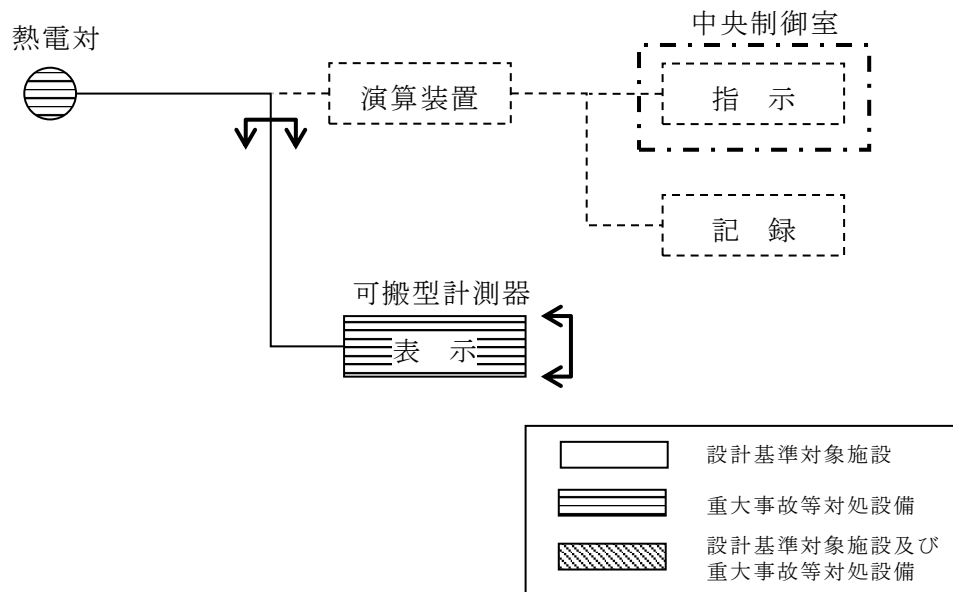 中央制御室
熱電対
演算装置
指　示
記　録
可搬型計測器
表　示
設計基準対象施設
重大事故等対処設備
設計基準対象施設及び
重大事故等対処設備